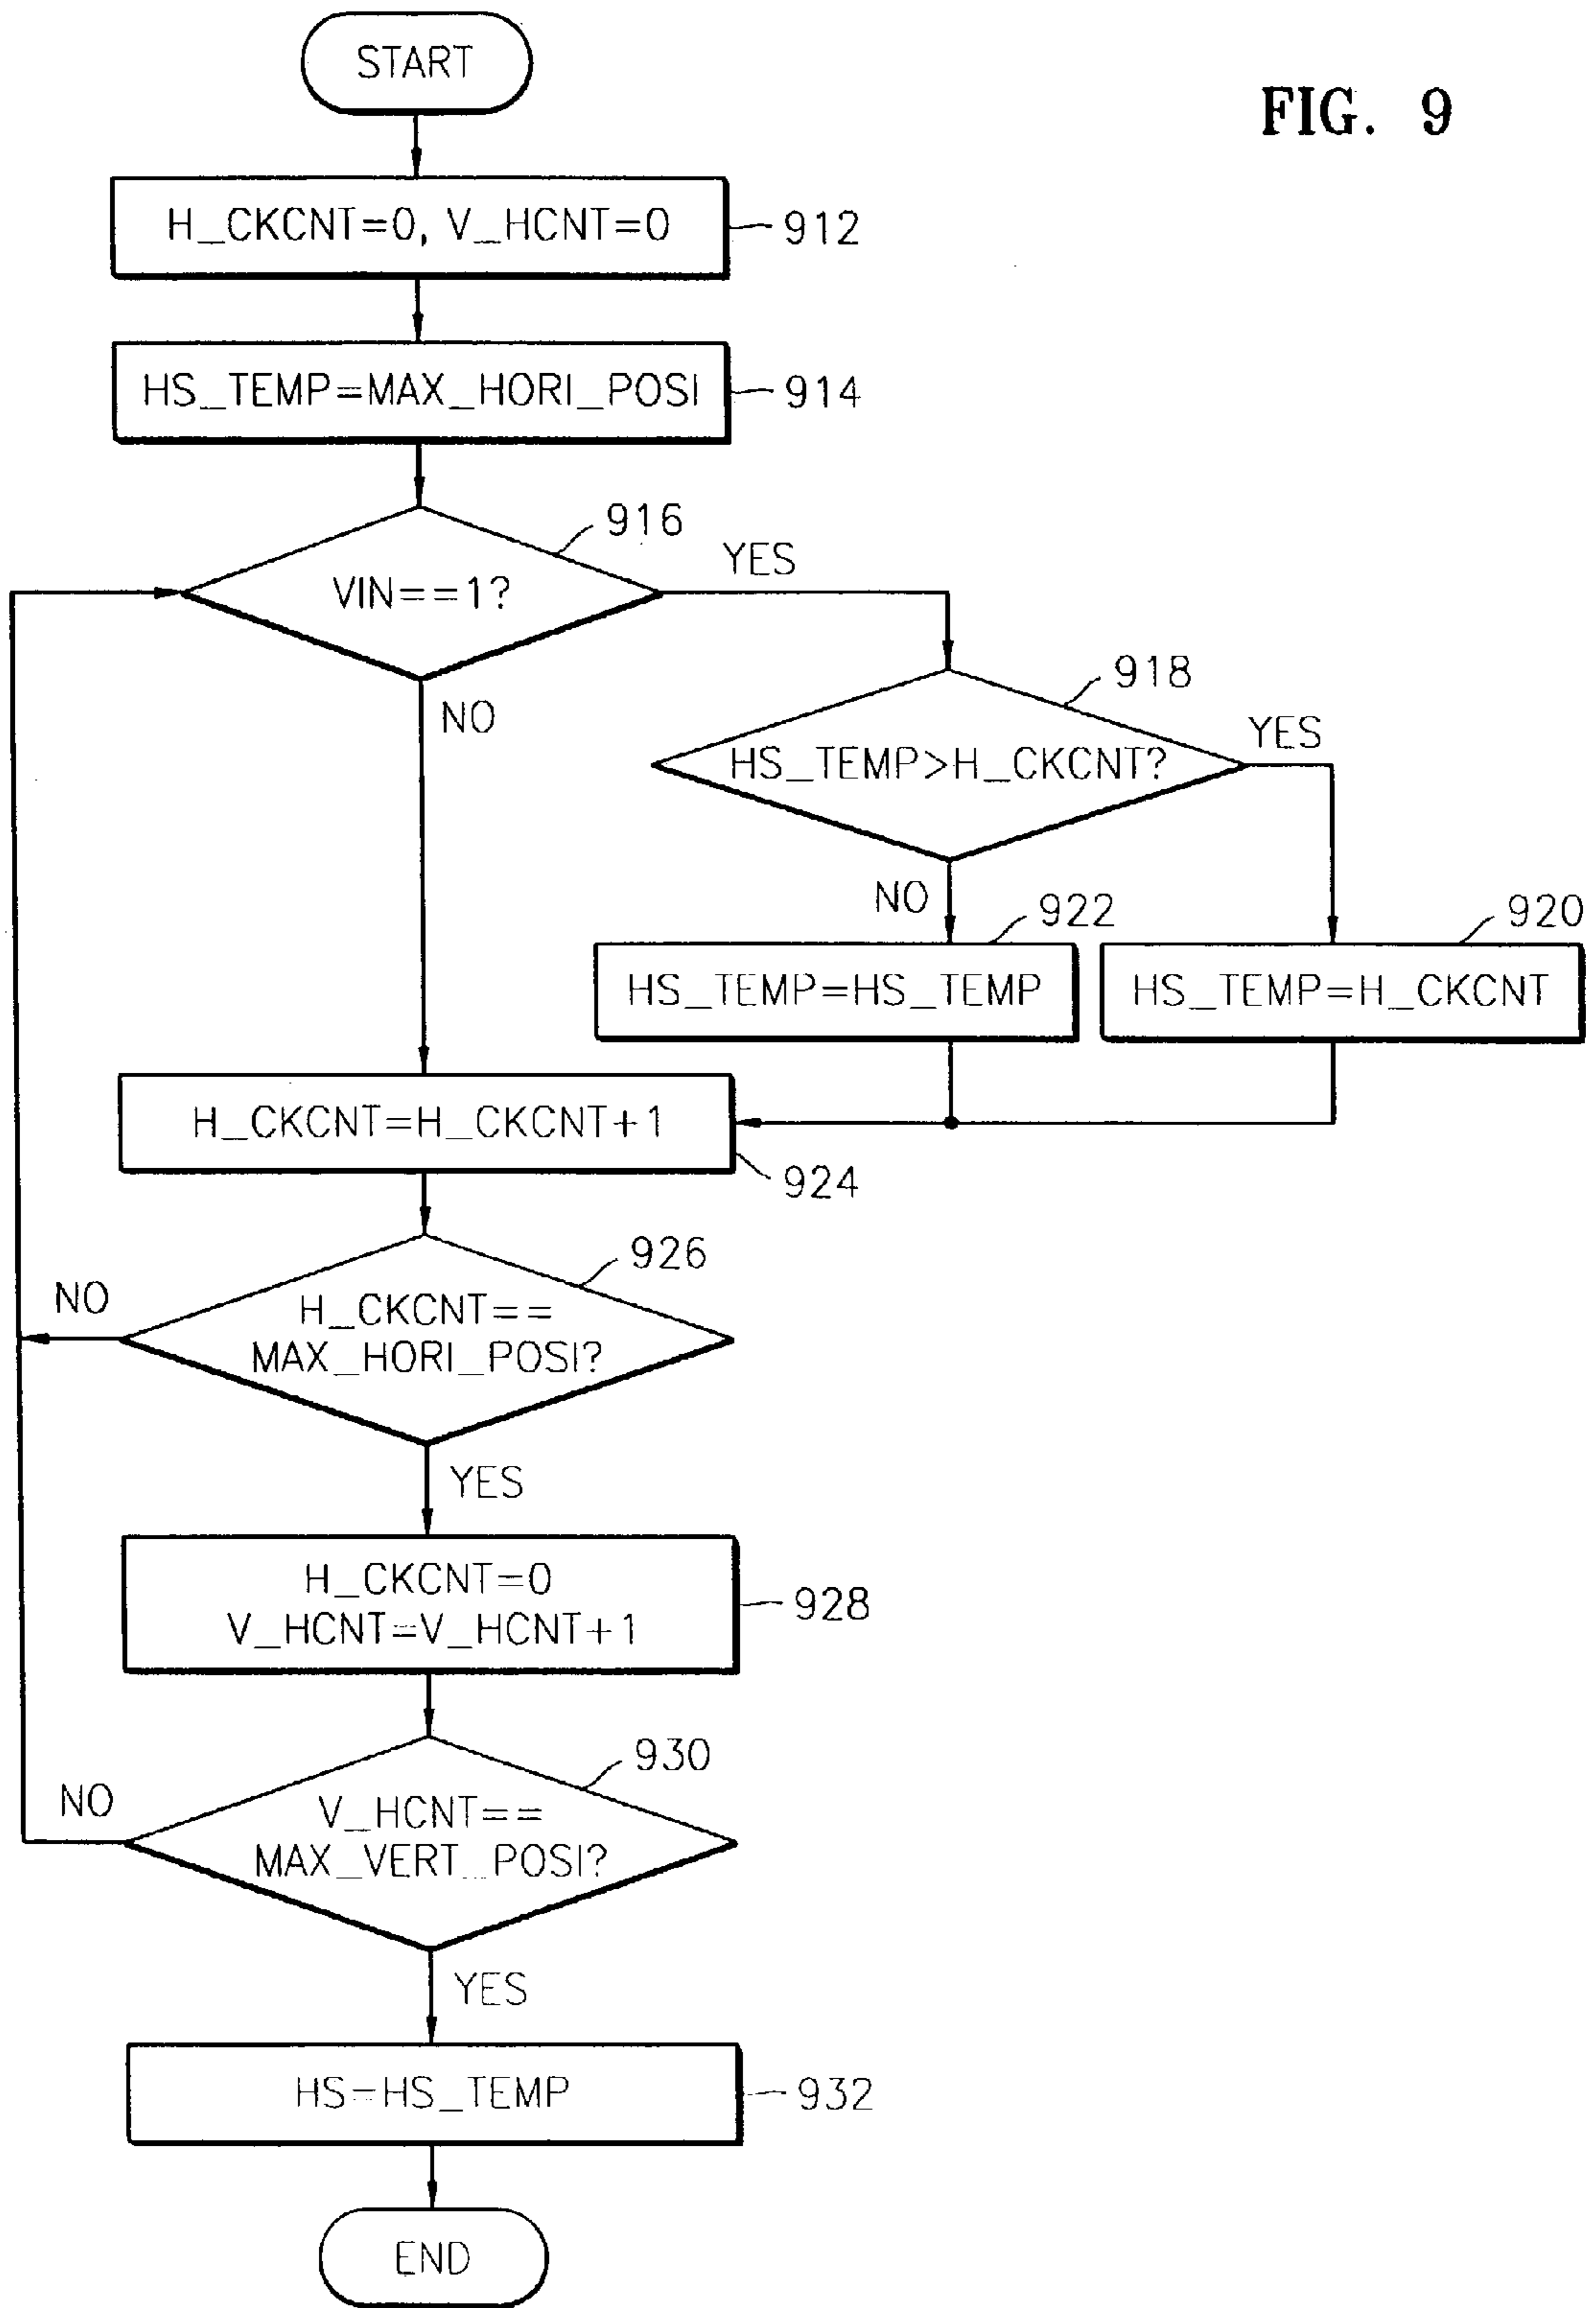 FIG. 9
START
H_CKCNT=0, V_HCNT=0
912
HS_TEMP=MAX_HORI_POSI
914
916
VIN==1?
YES
NO
918
HS_TEMP>H_CKCNT?
YES
NO
922
920
HS_TEMP=HS_TEMP
HS_TEMP=H_CKCNT
H_CKCNT=H_CKCNT+1
924
926
H_CKCNT==
MAX_HORI_POSI?
NO
YES
H_CKCNT=0
V_HCNT=V_HCNT+1
928
930
V_HCNT==
MAX_VERT_POSI?
NO
YES
HS=HS_TEMP
932
END